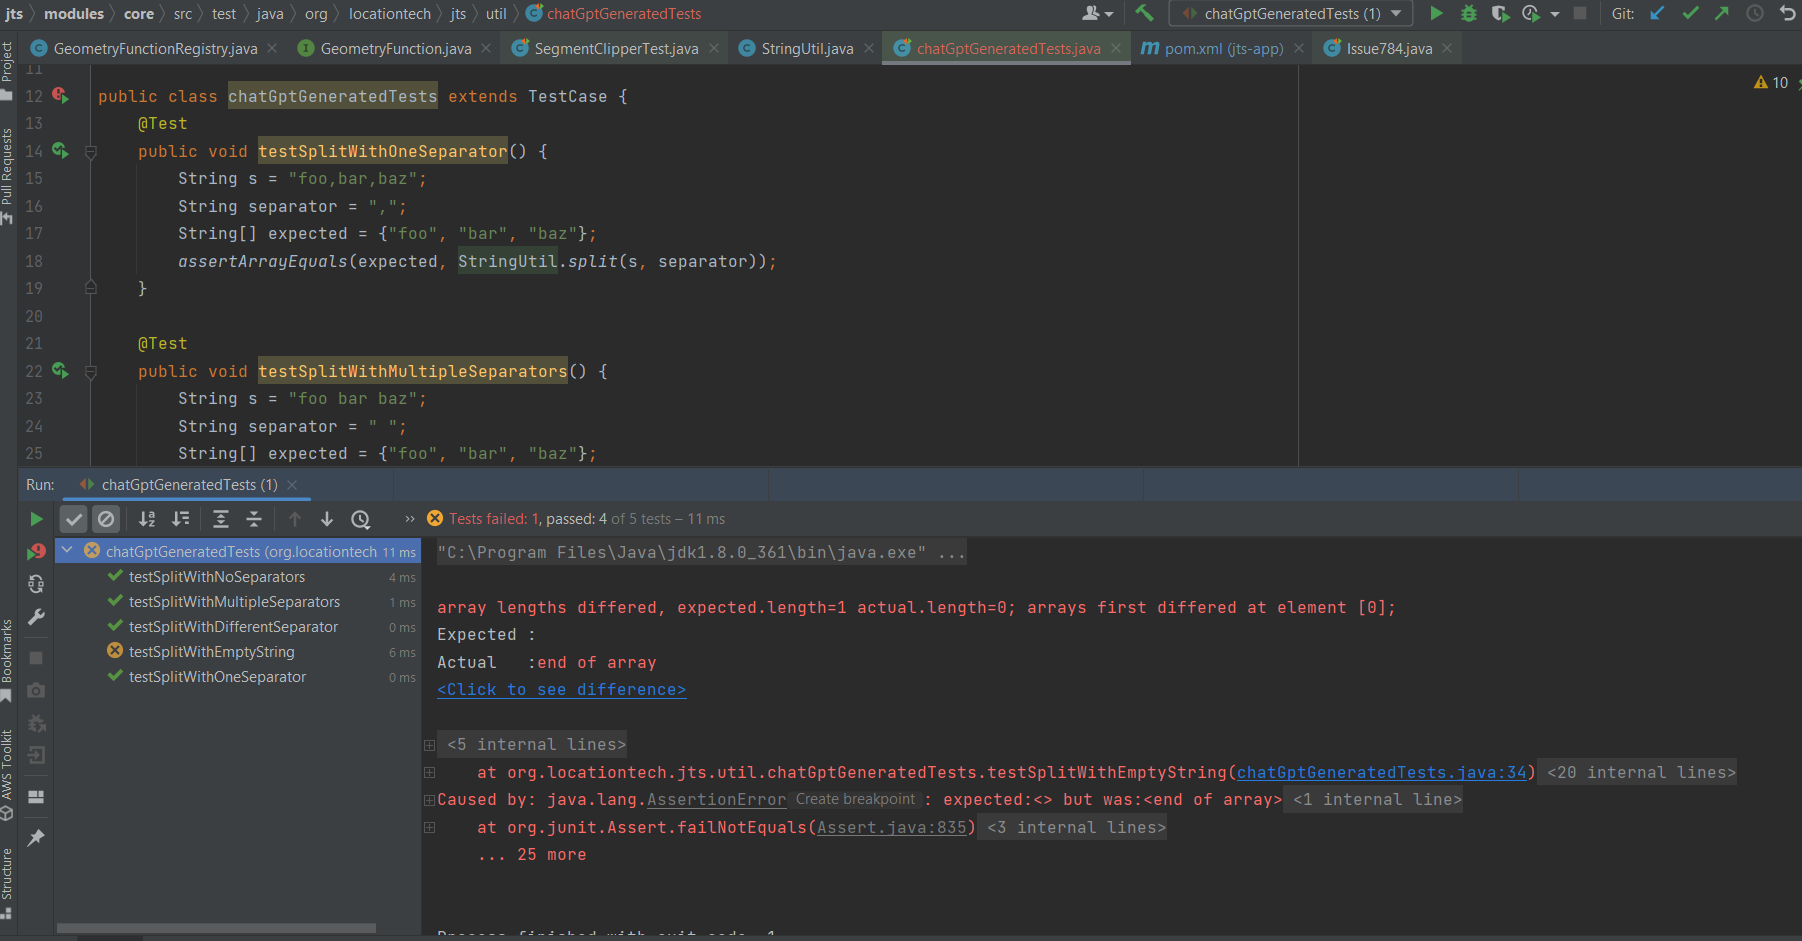 jts modules core src test java org locationtech jts util chatGptGeneratedTests chatGptGeneratedTests (1) Git:
GeometryFunctionRegistry.java GeometryFunction.java SegmentClipperTest.java StringUtil.java chatGptGeneratedTests.java pom.xml (jts-app) Issue784.java
Project
Pull Requests
11
12 public class chatGptGeneratedTests extends TestCase { 10
13 @Test
14 public void testSplitWithOneSeparator() {
15 String s = "foo,bar,baz";
16 String separator = ",";
17 String[] expected = {"foo", "bar", "baz"};
18 assertArrayEquals(expected, StringUtil.split(s, separator));
19 }
20
21 @Test
22 public void testSplitWithMultipleSeparators() {
23 String s = "foo bar baz";
24 String separator = " ";
25 String[] expected = {"foo", "bar", "baz"};
Run: chatGptGeneratedTests (1)
Tests failed: 1, passed: 4 of 5 tests – 11 ms
chatGptGeneratedTests (org.locationtech 11 ms
testSplitWithNoSeparators 4 ms
testSplitWithMultipleSeparators 1 ms
testSplitWithDifferentSeparator 0 ms
testSplitWithEmptyString 6 ms
testSplitWithOneSeparator 0 ms
"C:\Program Files\Java\jdk1.8.0_361\bin\java.exe" ...
array lengths differed, expected.length=1 actual.length=0; arrays first differed at element [0];
Expected :
Actual   :end of array
<Click to see difference>
<5 internal lines>
at org.locationtech.jts.util.chatGptGeneratedTests.testSplitWithEmptyString(chatGptGeneratedTests.java:34) <20 internal lines>
Caused by: java.lang.AssertionError Create breakpoint : expected:<> but was:<end of array> <1 internal line>
at org.junit.Assert.failNotEquals(Assert.java:835) <3 internal lines>
... 25 more
Bookmarks
AWS Toolkit
Structure